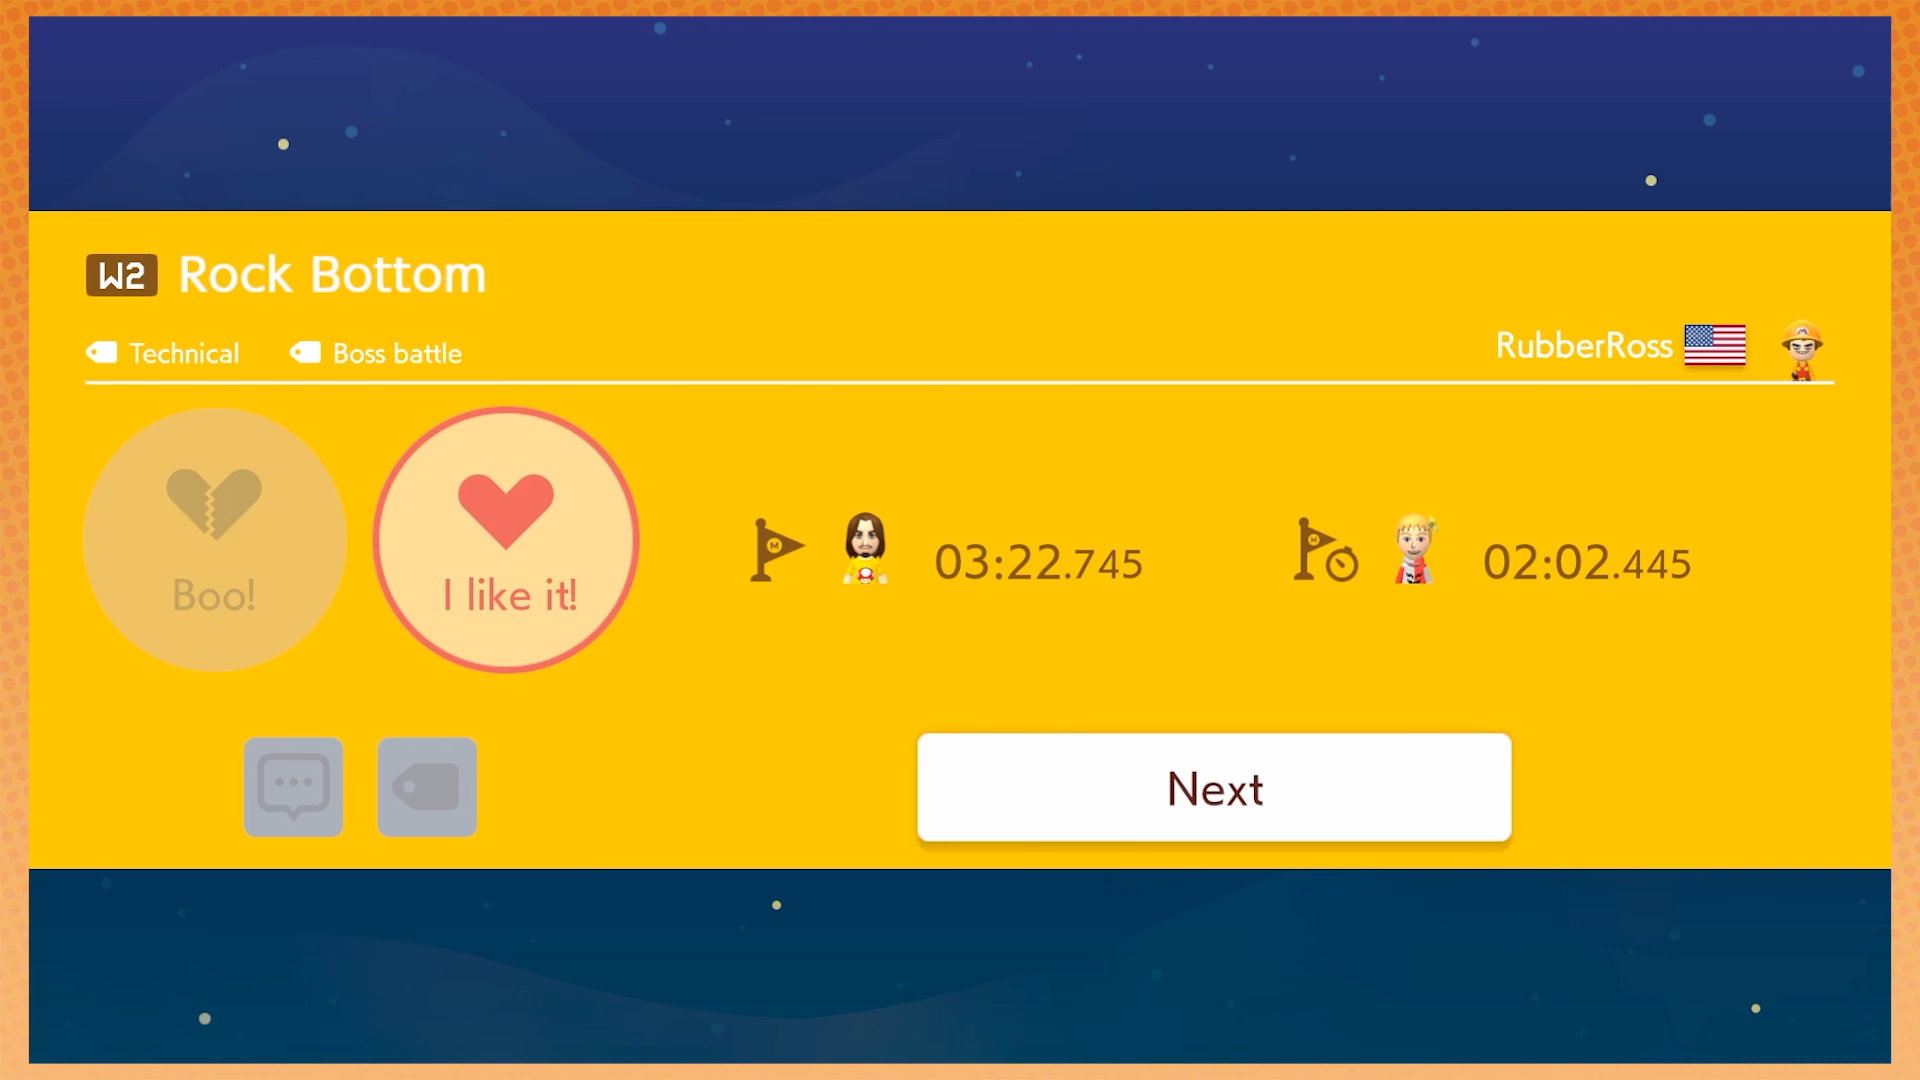 W2 Rock Bottom
Technical Boss battle
RubberRoss
M
Boo!
I like it!
M
03:22.745
M
02:02.445
Next